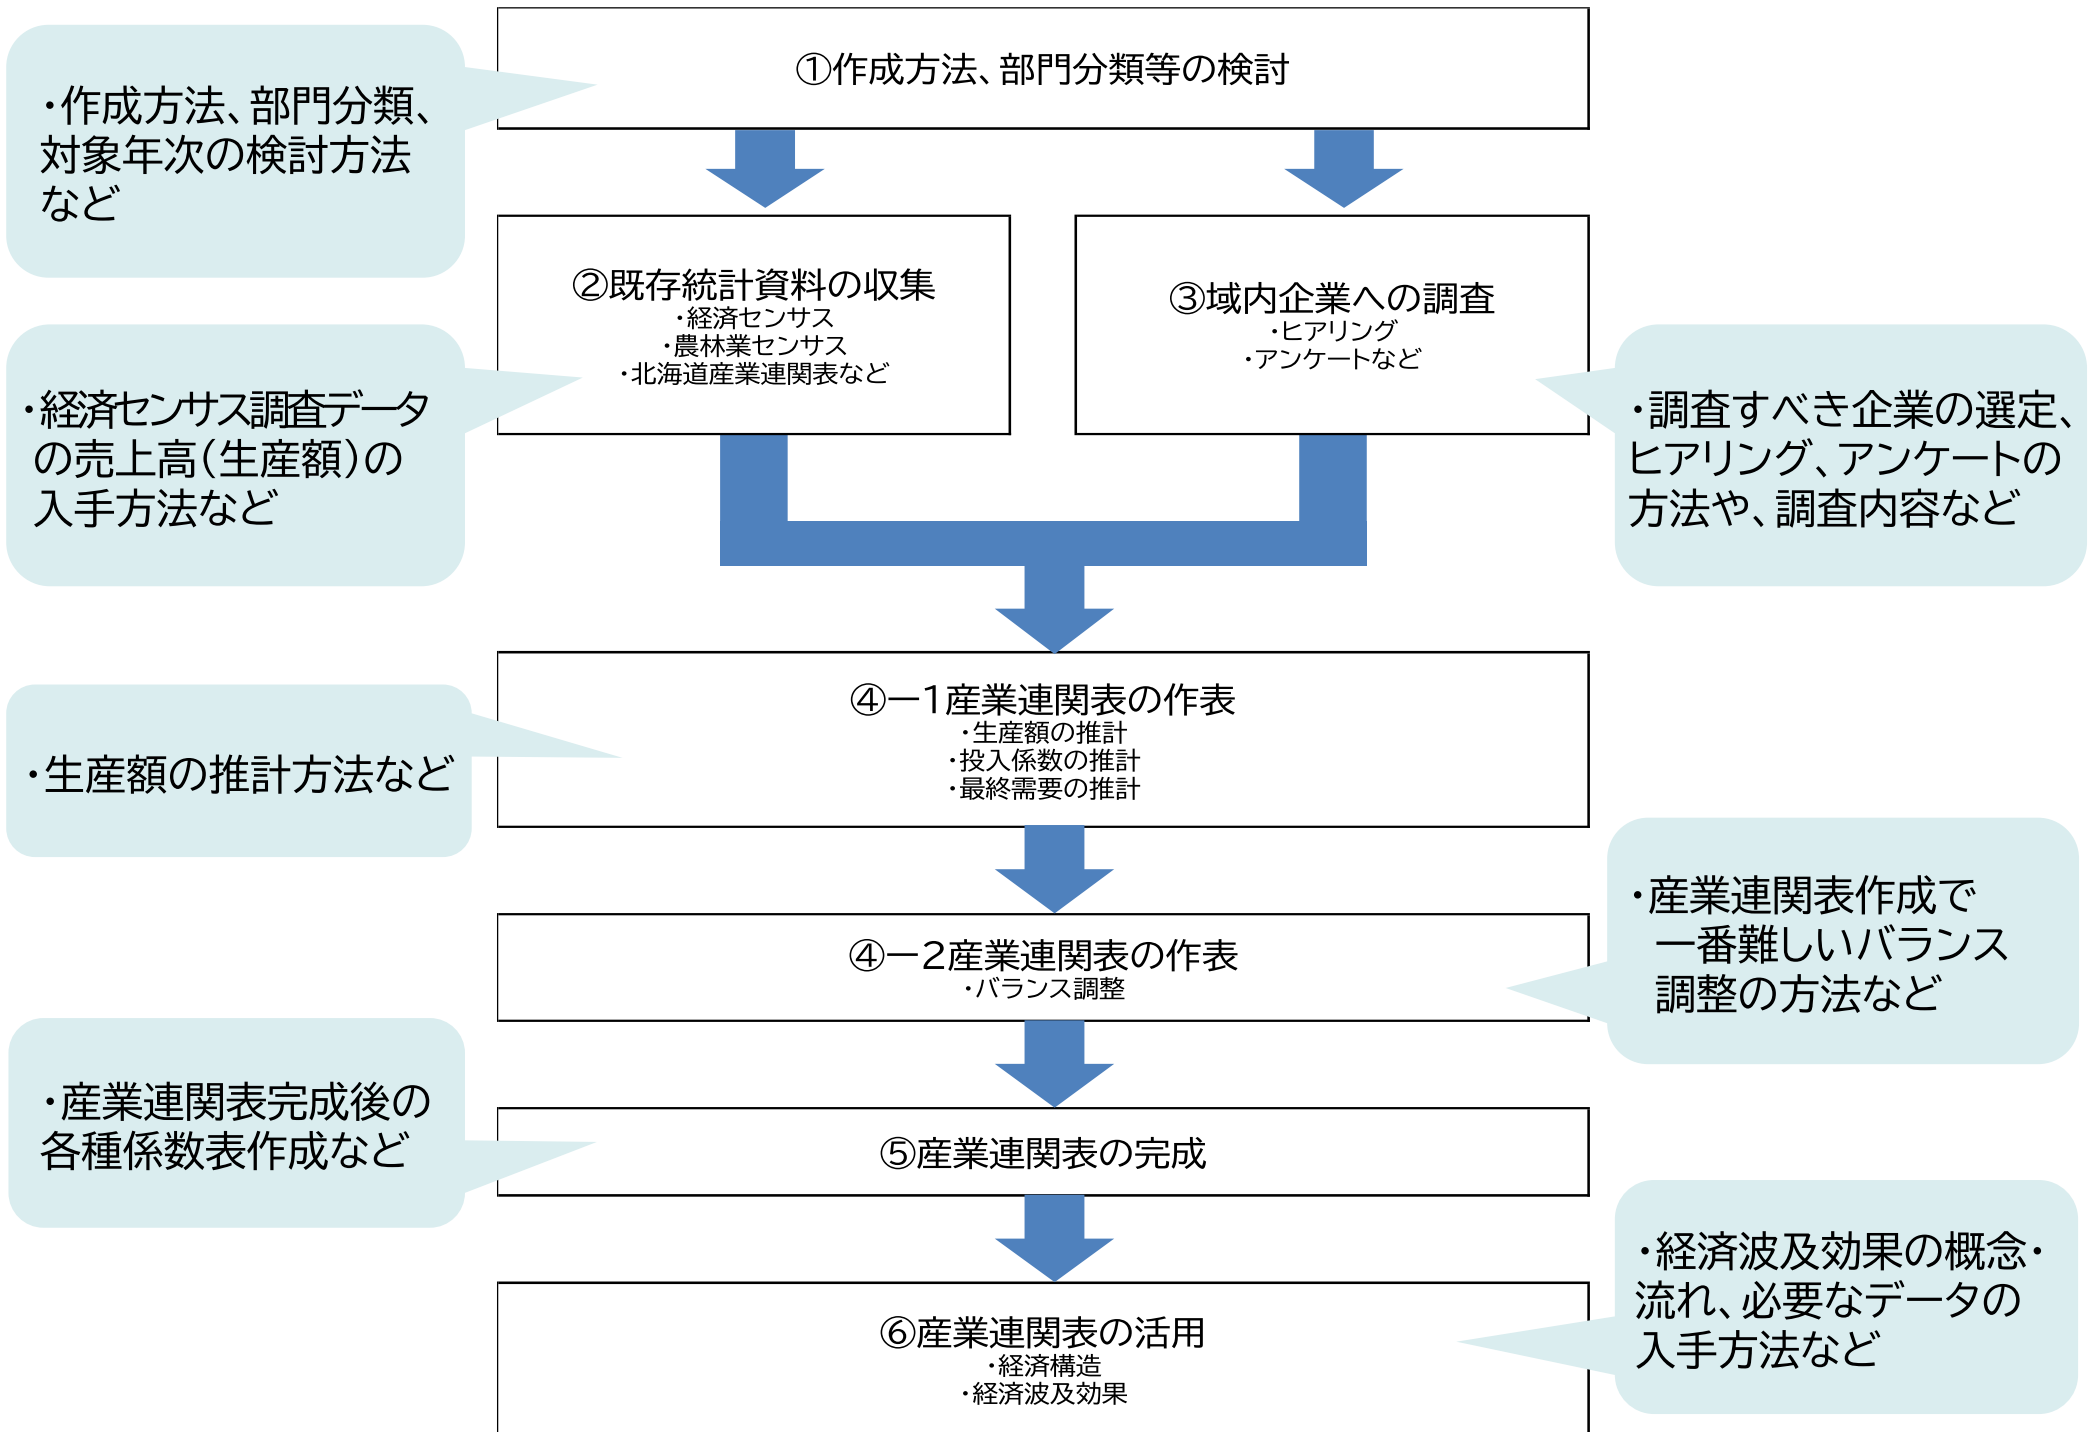 ①作成方法、部門分類等の検討
・作成方法、部門分類、
対象年次の検討方法
など
②既存統計資料の収集
・経済センサス
・農林業センサス
・北海道産業連関表など
③域内企業への調査
・ヒアリング
・アンケートなど
・経済センサス調査データ
の売上高(生産額)の
入手方法など
・調査すべき企業の選定、
ヒアリング、アンケートの
方法や、調査内容など
④ー1産業連関表の作表
・生産額の推計
・投入係数の推計
・最終需要の推計
・生産額の推計方法など
④ー2産業連関表の作表
・バランス調整
・産業連関表作成で
一番難しいバランス
調整の方法など
⑤産業連関表の完成
・産業連関表完成後の
各種係数表作成など
⑥産業連関表の活用
・経済構造
・経済波及効果
・経済波及効果の概念・
流れ、必要なデータの
入手方法など